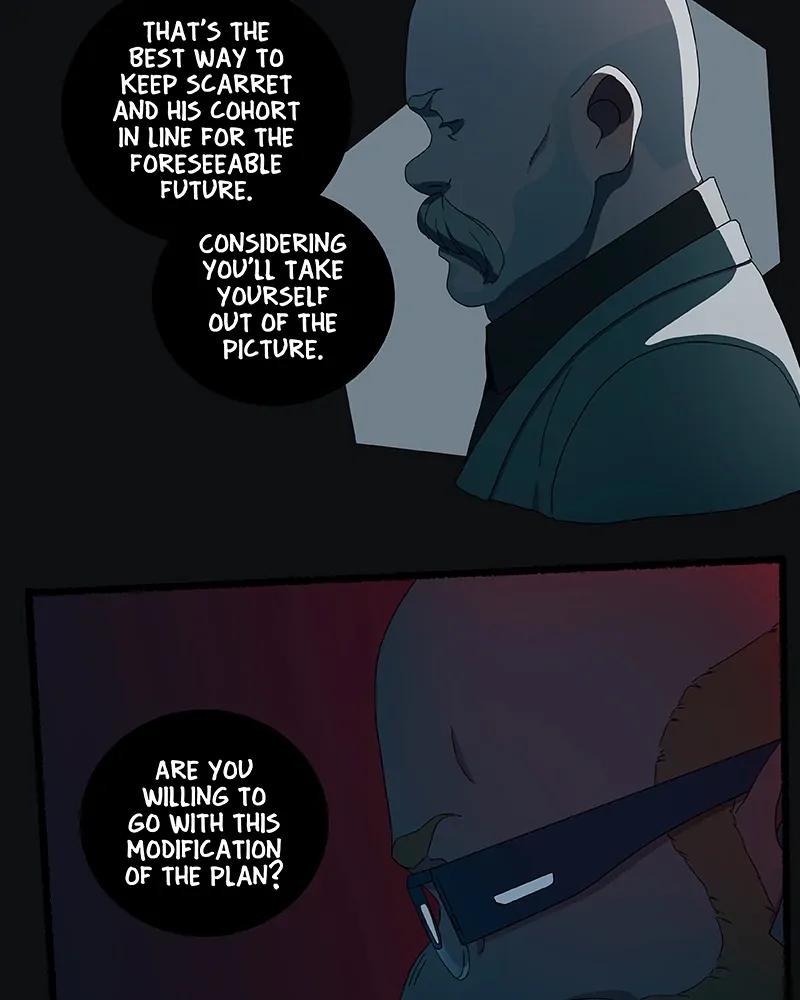 THAT'S THE
BEST WAY TO
KEEP SCARRET
AND HIS COHORT
IN LINE FOR THE
FORESEEABLE
FUTURE.
CONSIDERING
YOU'LL TAKE
YOURSELF
OUT OF THE
PICTURE.
ARE YOU
WILLING TO
GO WITH THIS
MODIFICATION
OF THE PLAN?